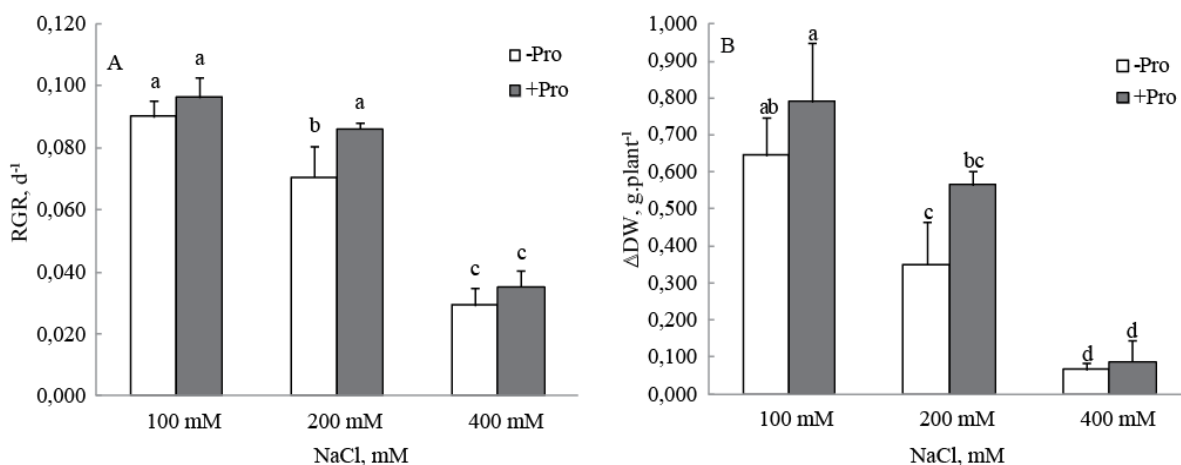 A
0,120
0,100
0,080
0,060
0,040
0,020
0,000
RGR, d-¹
a
a
b
a
c
c
-Pro
+Pro
100 mM
200 mM
400 mM
NaCl, mM
B
1,000
0,900
0,800
0,700
0,600
0,500
0,400
0,300
0,200
0,100
0,000
ΔDW, g.plant-¹
ab
a
c
bc
d
d
-Pro
+Pro
100 mM
200 mM
400 mM
NaCl, mM